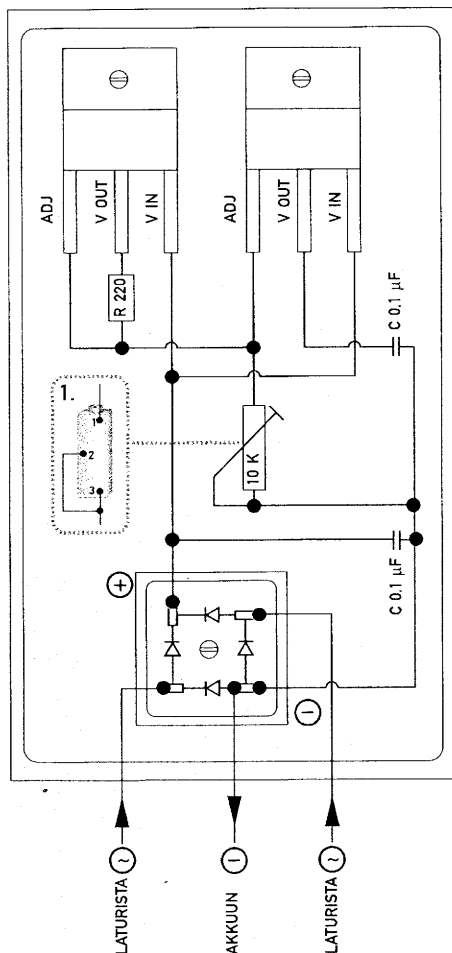 ADJ
V OUT
V IN
ADJ
V OUT
V IN
R 220
C 0.1 µF
1.
1
2
3
10 K
C 0.1 µF
+
−
LATURISTA ~
AKKUUN −
LATURISTA ~